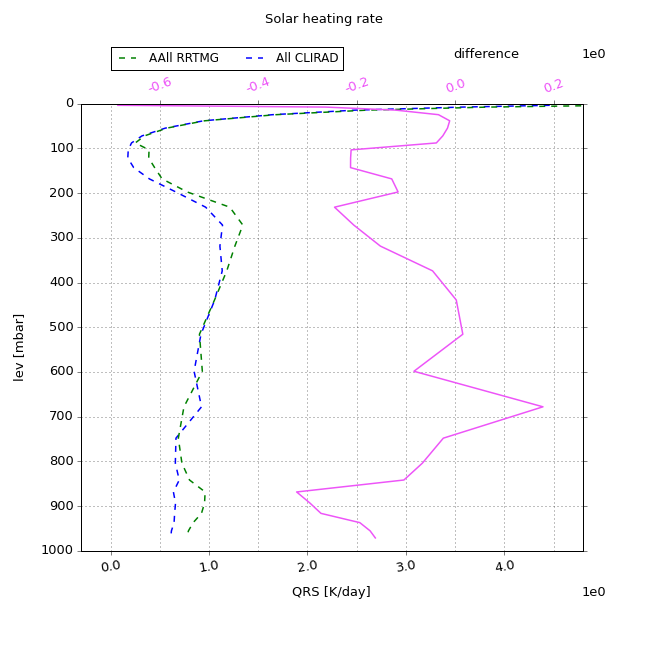 Solar heating rate
AAll RRTMG All CLIRAD
difference 1e0
-0.6 -0.4 -0.2 0.0 0.2
0
100
200
300
400
500
600
700
800
900
1000
lev [mbar]
0.0 1.0 2.0 3.0 4.0
QRS [K/day] 1e0